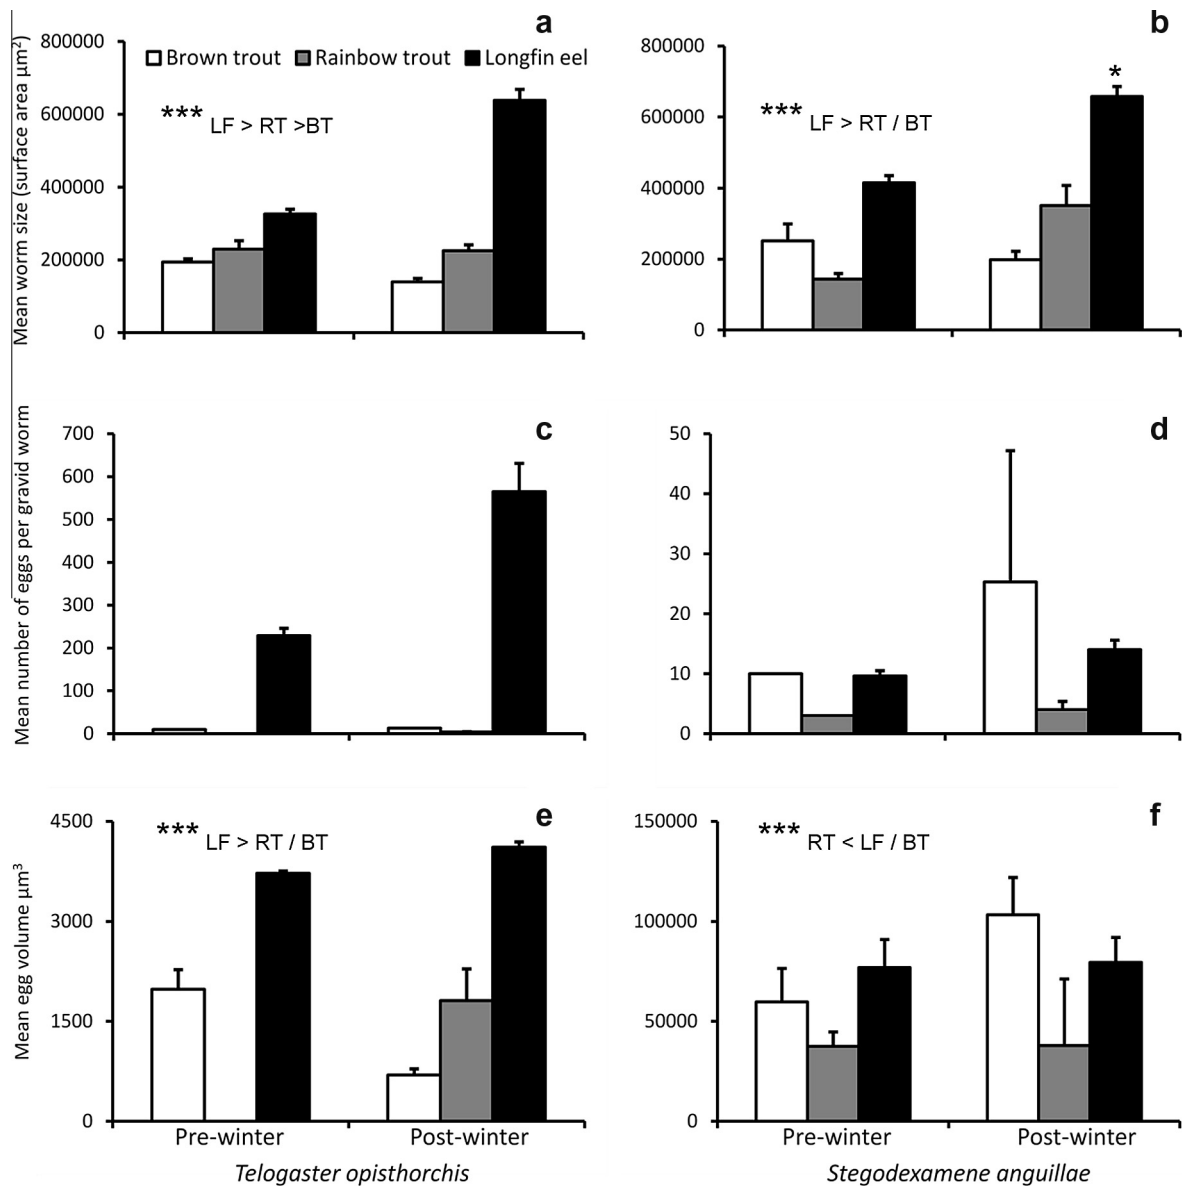 a
b
Mean worm size (surface area µm²)
800000
600000
400000
200000
0
Brown trout Rainbow trout Longfin eel
*** LF > RT >BT
800000
600000
400000
200000
0
*** LF > RT / BT
*
c
d
Mean number of eggs per gravid worm
700
600
500
400
300
200
100
0
50
40
30
20
10
0
e
f
Mean egg volume µm³
4500
3000
1500
0
*** LF > RT / BT
150000
100000
50000
0
*** RT < LF / BT
Pre-winter Post-winter
Pre-winter Post-winter
Telogaster opisthorchis
Stegodexamene anguillae